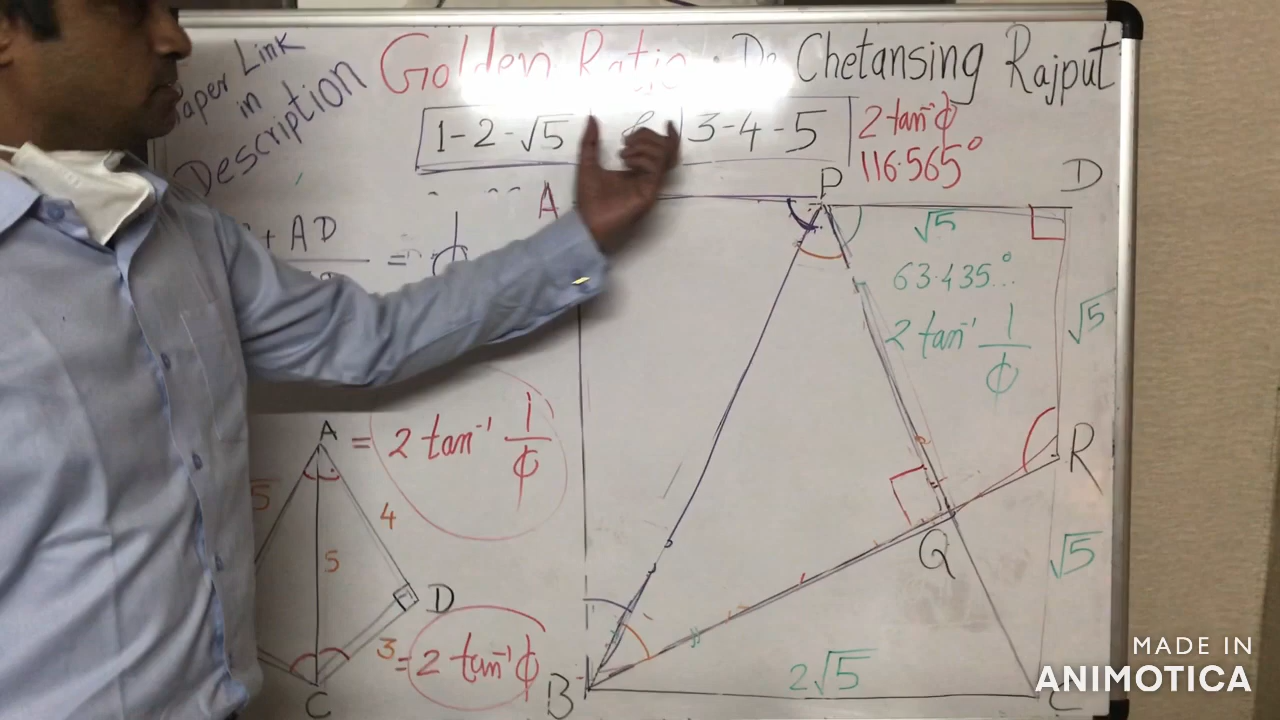 Paper Link
in
Description
Golden Ratio · Dr Chetansing Rajput
1-2-√5 & 3-4-5
2 tan⁻¹ϕ
116.565°
+ AD
= ϕ
A
P
D
√5
63.435°...
2 tan⁻¹ 1/ϕ
√5
R
√5
Q
B
2√5
C
A = 2 tan⁻¹ 1/ϕ
5
4
5
D
3
= 2 tan⁻¹ϕ
C
MADE IN
ANIMOTICA